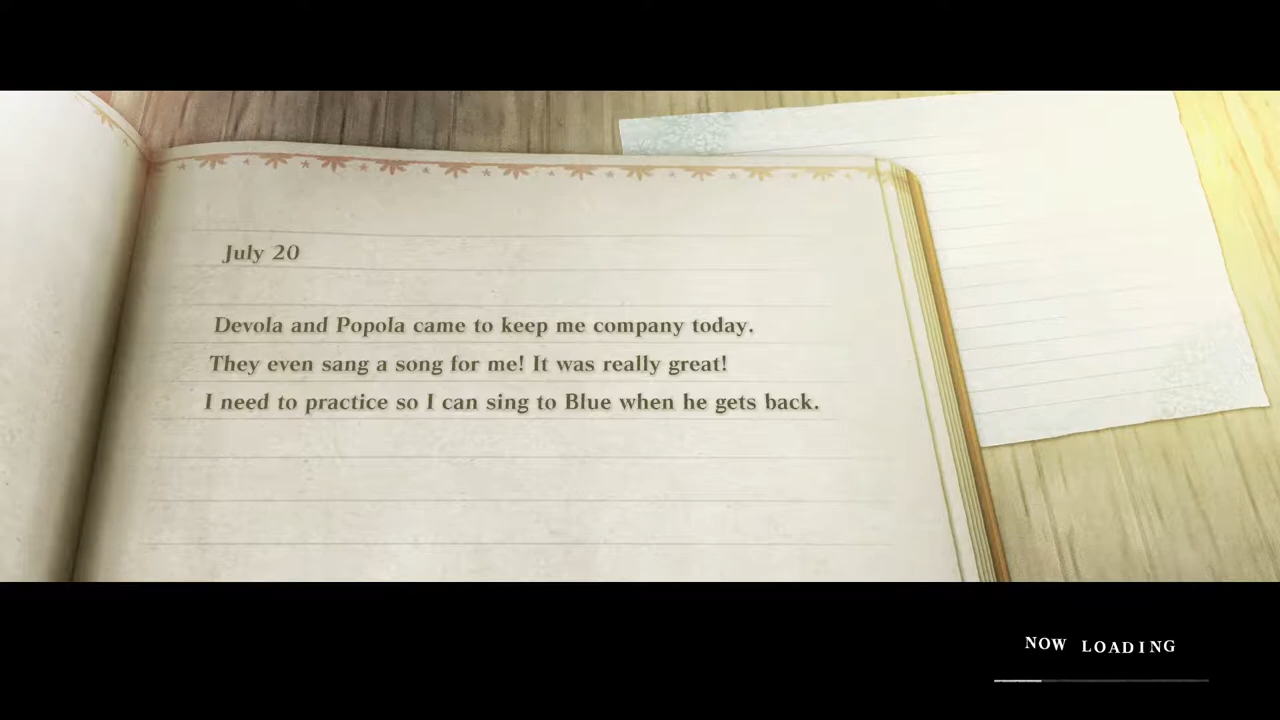 July 20
Devola and Popola came to keep me company today.
They even sang a song for me! It was really great!
I need to practice so I can sing to Blue when he gets back.
NOW LOADING